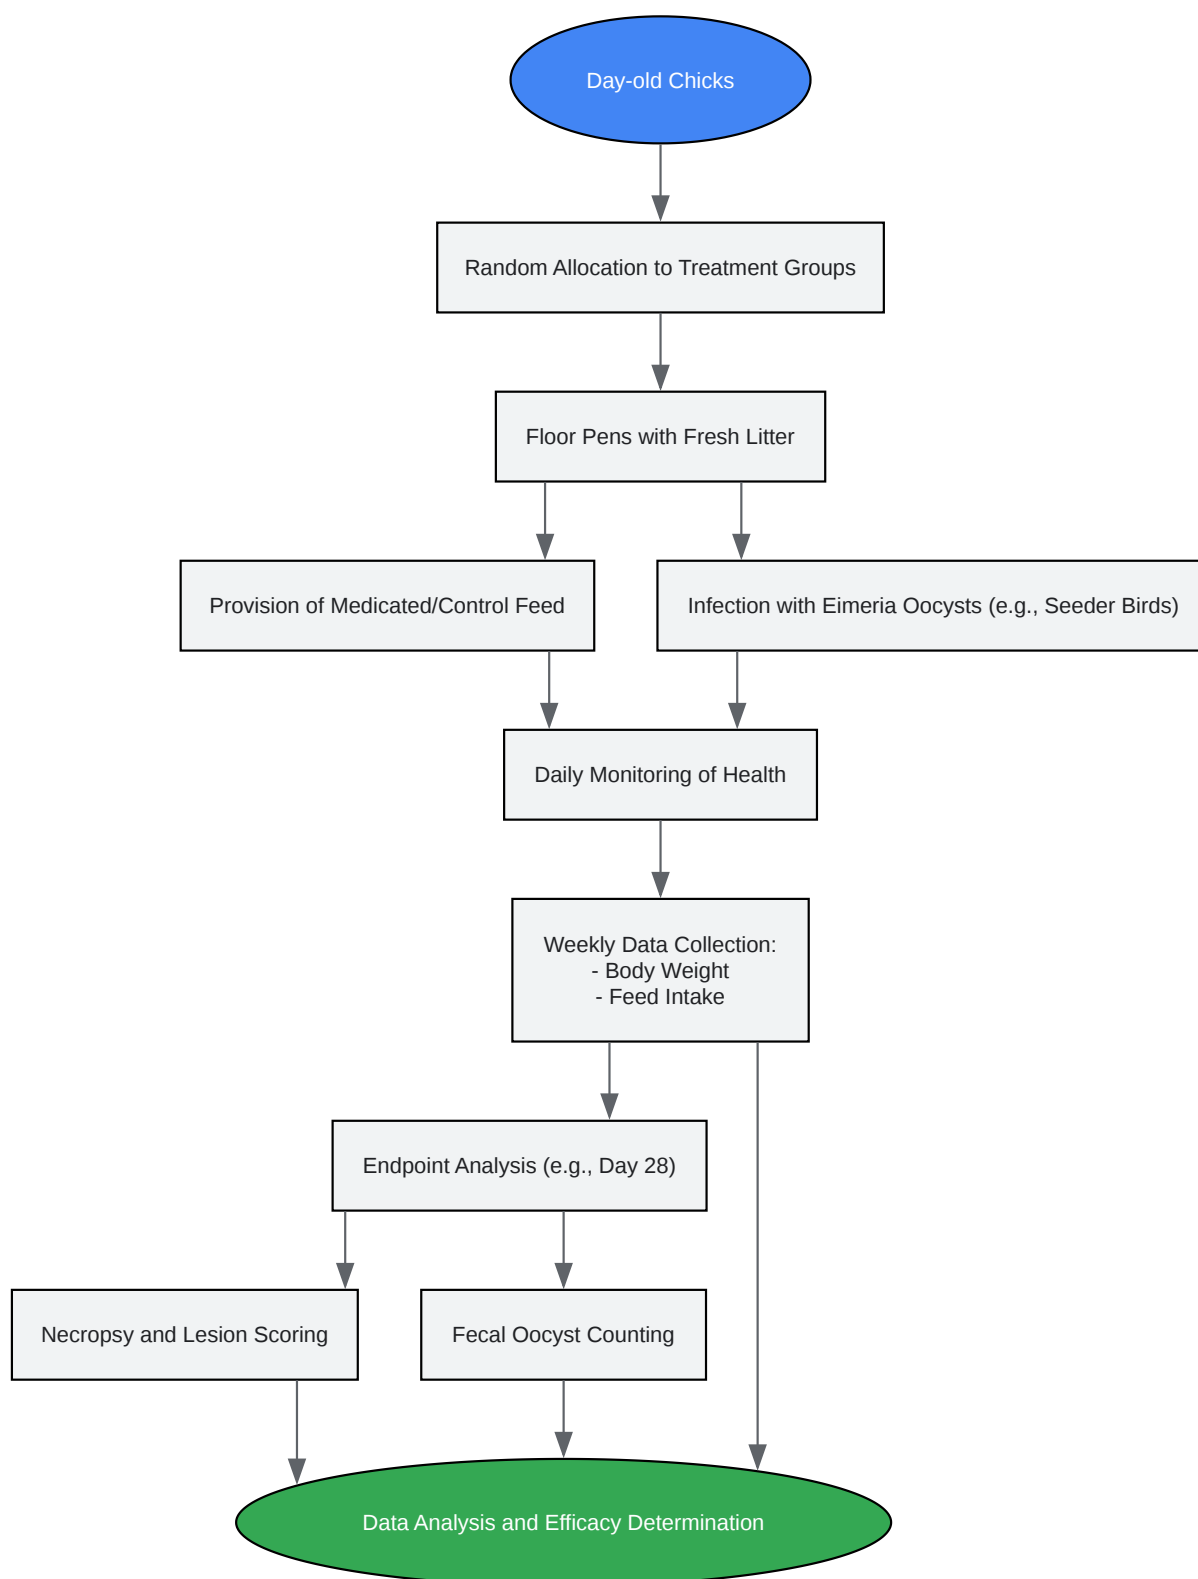 Day-old Chicks
Random Allocation to Treatment Groups
Floor Pens with Fresh Litter
Provision of Medicated/Control Feed
Infection with Eimeria Oocysts (e.g., Seeder Birds)
Daily Monitoring of Health
Weekly Data Collection:
- Body Weight
- Feed Intake
Endpoint Analysis (e.g., Day 28)
Necropsy and Lesion Scoring
Fecal Oocyst Counting
Data Analysis and Efficacy Determination